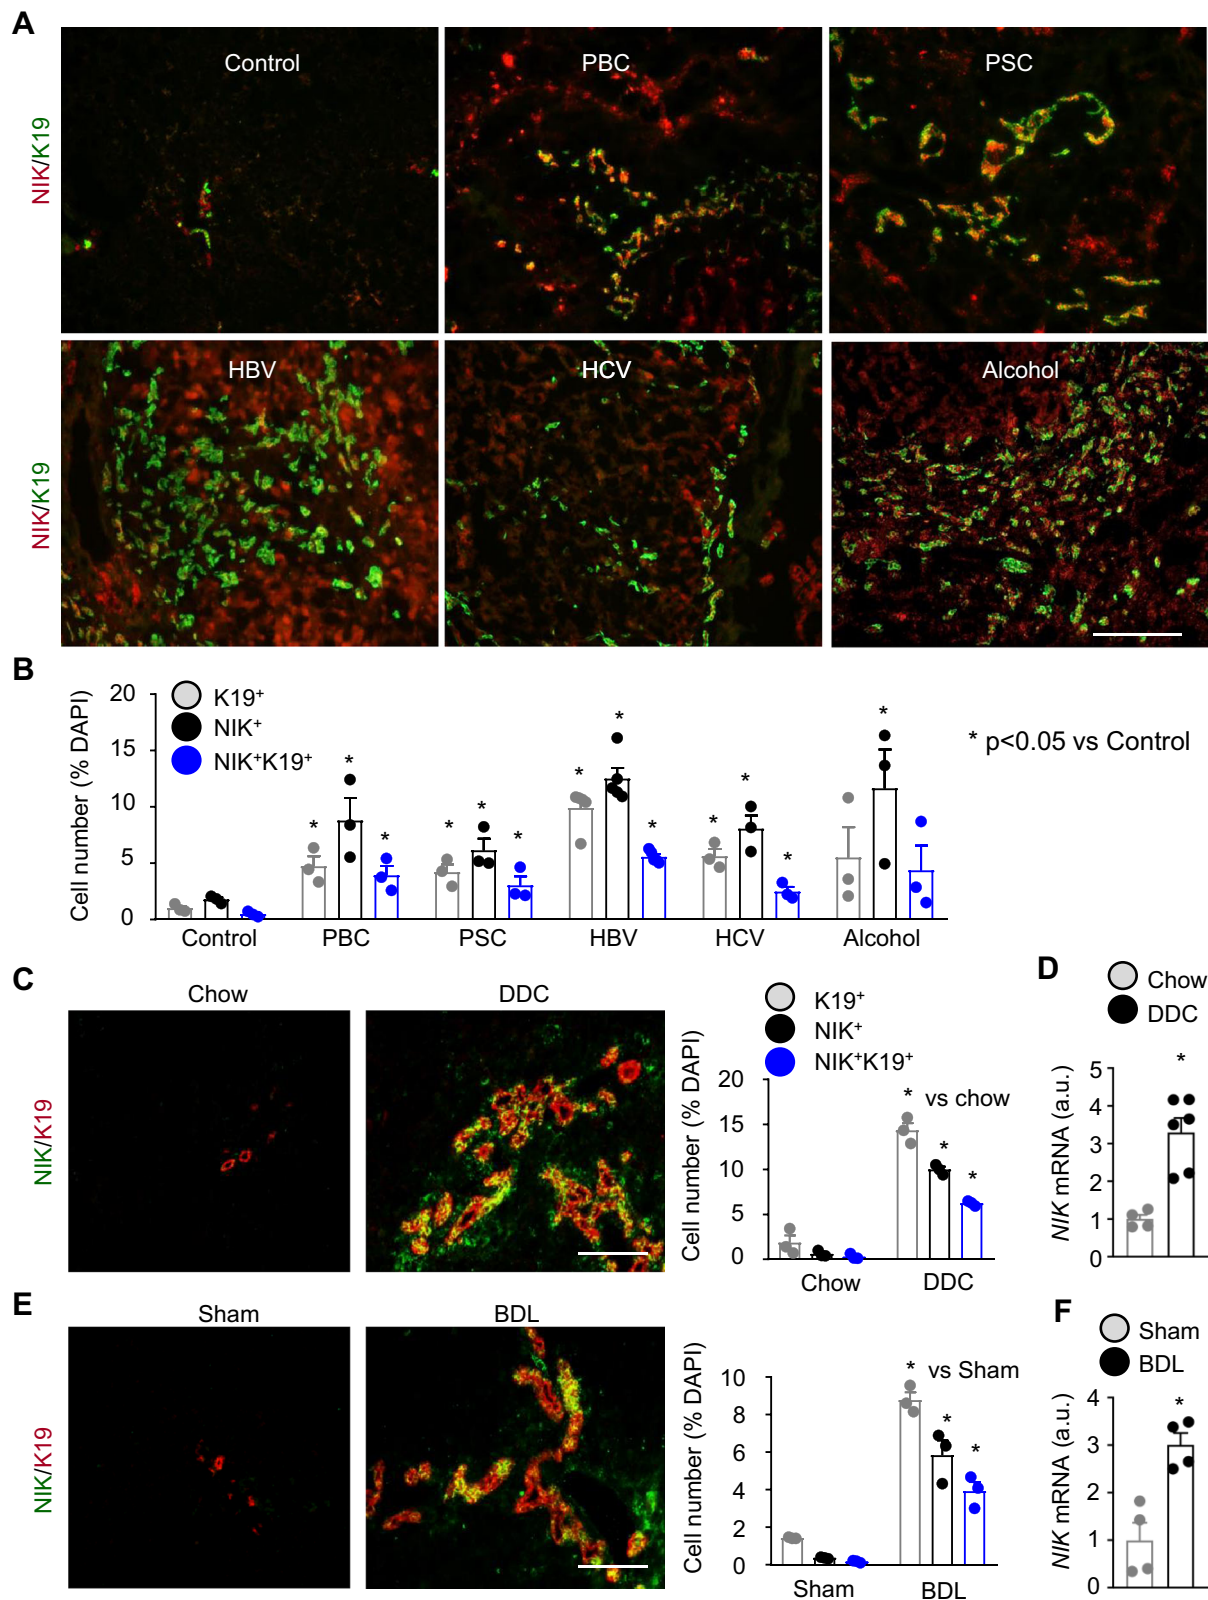 A
Control
PBC
PSC
NIK/K19
HBV
HCV
Alcohol
NIK/K19
B
Cell number (% DAPI)
20
15
10
5
0
K19⁺
NIK⁺
NIK⁺K19⁺
* * * * * * * * * * * * *
* p<0.05 vs Control
Control
PBC
PSC
HBV
HCV
Alcohol
C
Chow
DDC
NIK/K19
K19⁺
NIK⁺
NIK⁺K19⁺
Cell number (% DAPI)
20
15
10
5
0
* vs chow
*
*
Chow
DDC
D
Chow
DDC
NIK mRNA (a.u.)
5
4
3
2
1
0
*
E
Sham
BDL
NIK/K19
Cell number (% DAPI)
10
8
6
4
2
0
* vs Sham
*
*
Sham
BDL
F
Sham
BDL
NIK mRNA (a.u.)
4
3
2
1
0
*